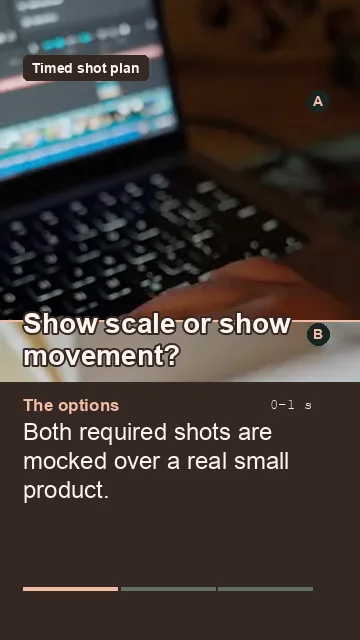 Timed shot plan
A
Show scale or show
movement?
B
The options
0–1 s
Both required shots are
mocked over a real small
product.